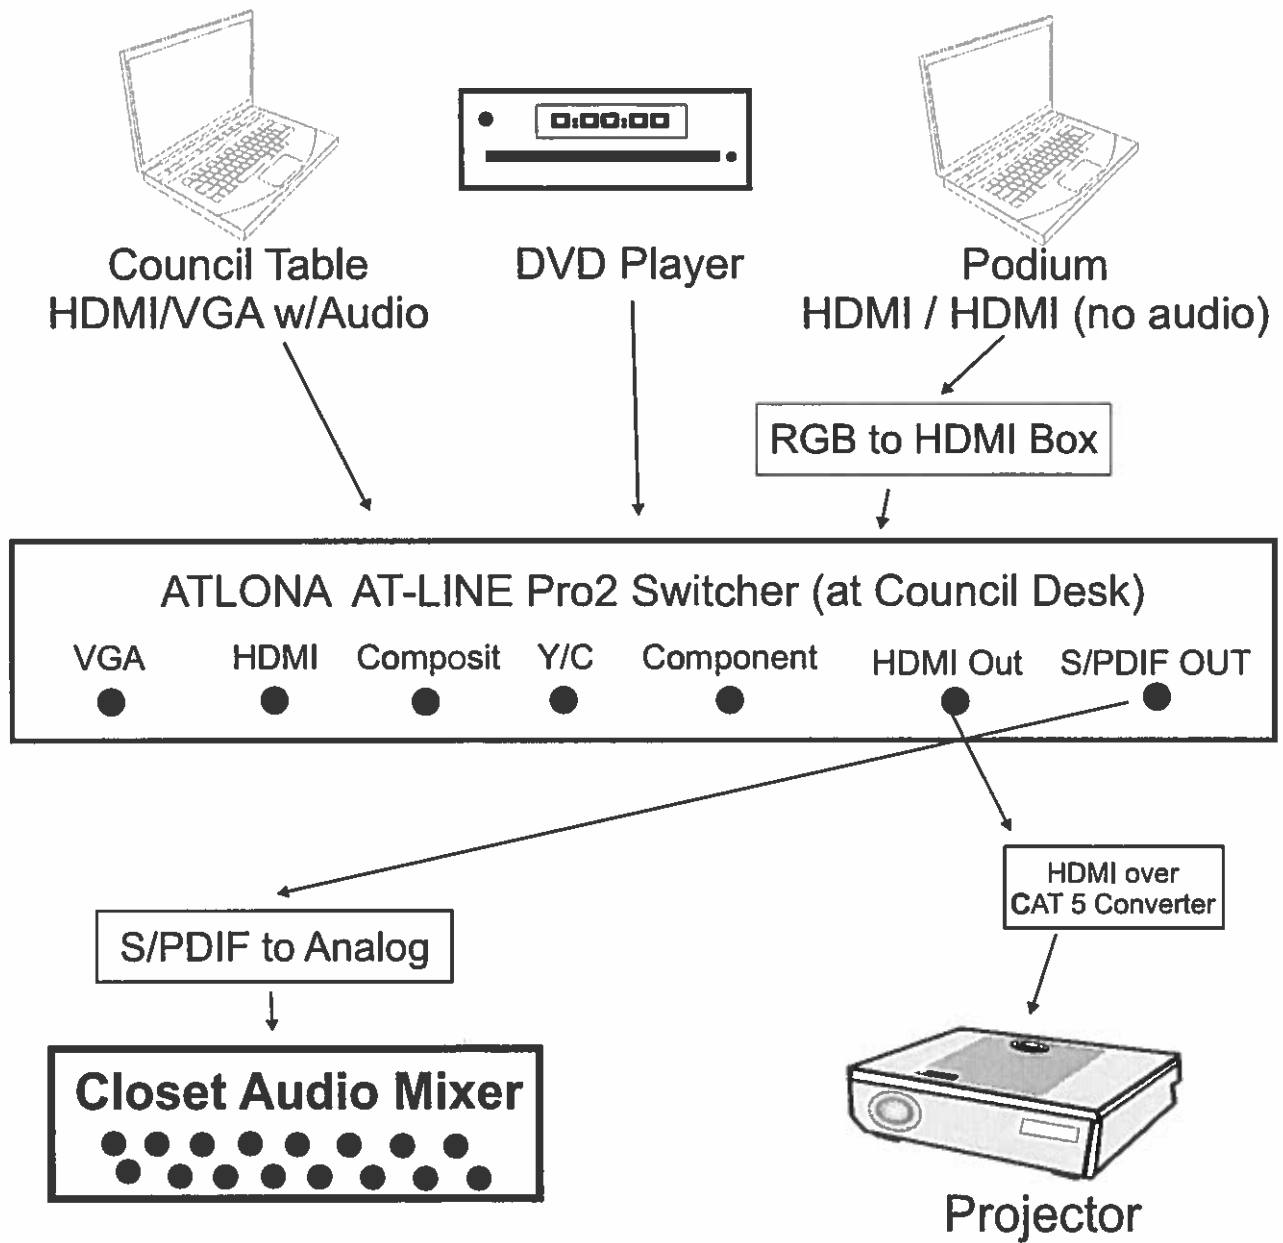 0:00:00
Council Table
HDMI/VGA w/Audio
DVD Player
Podium
HDMI / HDMI (no audio)
RGB to HDMI Box
ATLONA AT-LINE Pro2 Switcher (at Council Desk)
VGA HDMI Composit Y/C Component HDMI Out S/PDIF OUT
HDMI over
CAT 5 Converter
S/PDIF to Analog
Closet Audio Mixer
Projector